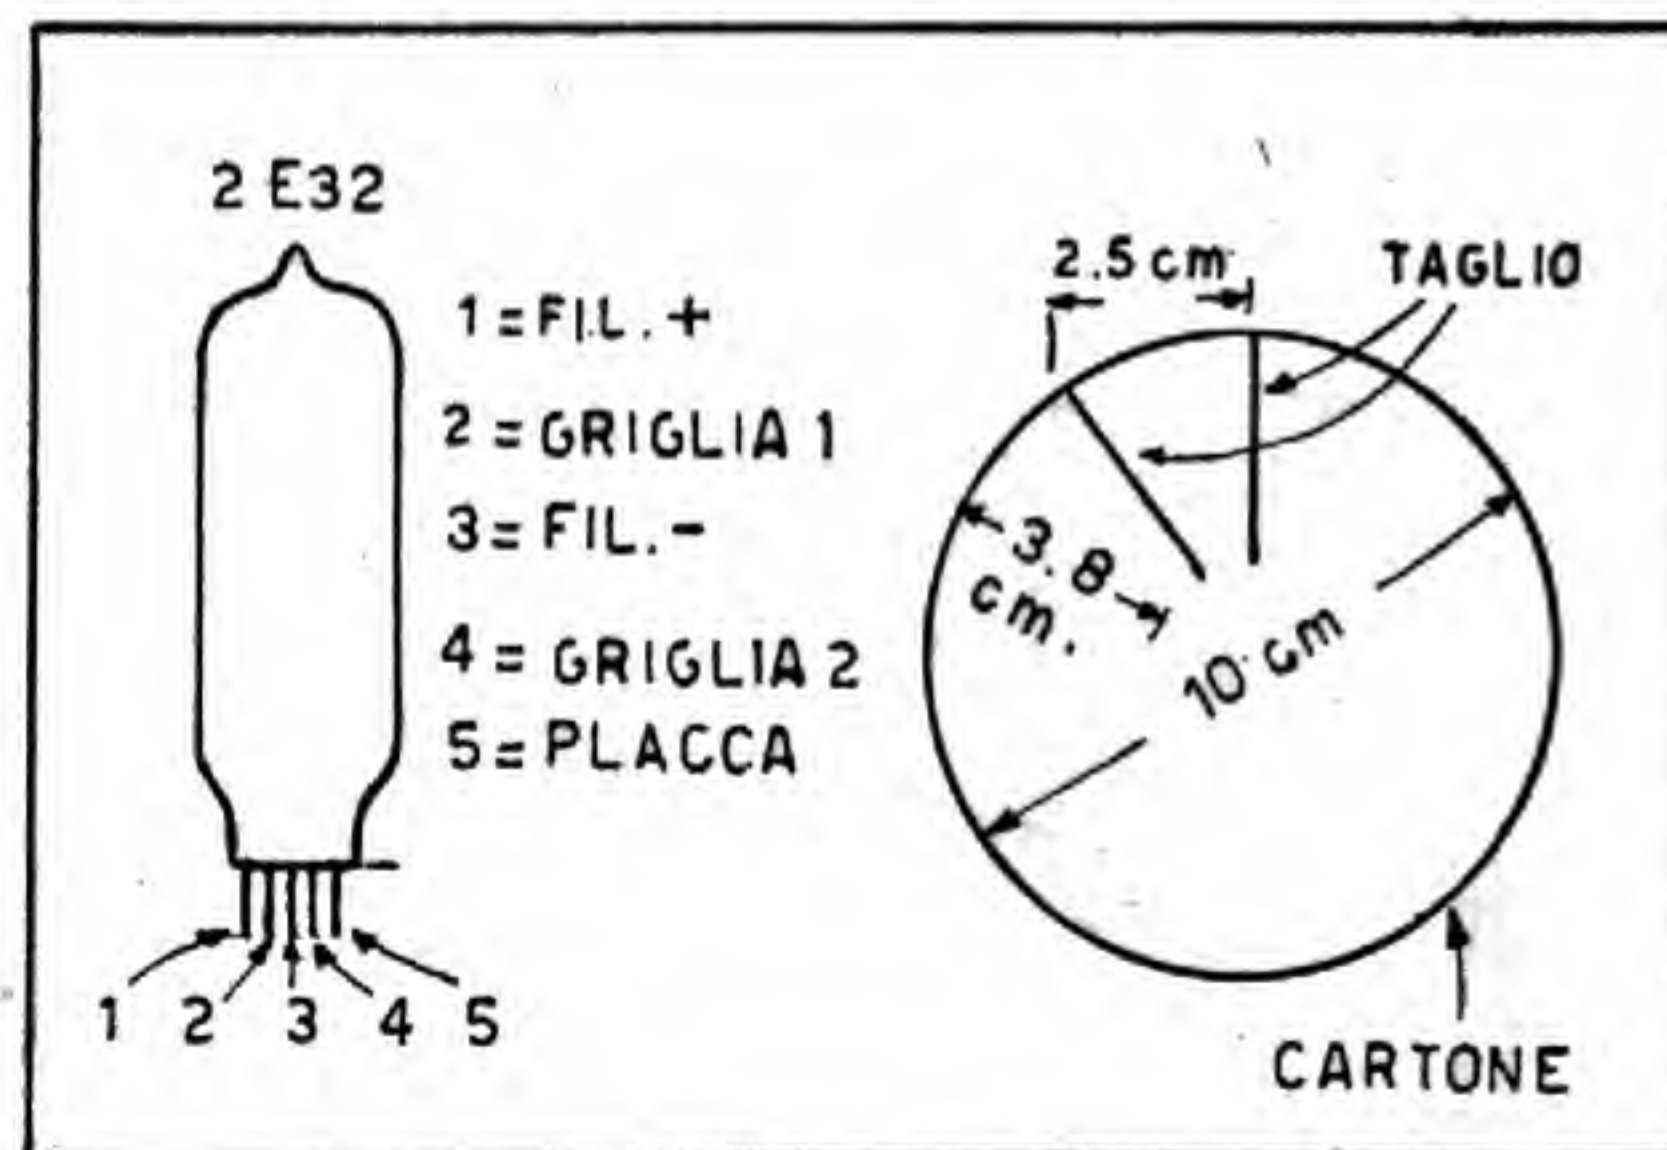 2 E32
1 = FIL. +
2 = GRIGLIA 1
3 = FIL. -
4 = GRIGLIA 2
5 = PLACCA
1 2 3 4 5
2.5 cm
TAGLIO
3.8
cm.
10 cm
CARTONE